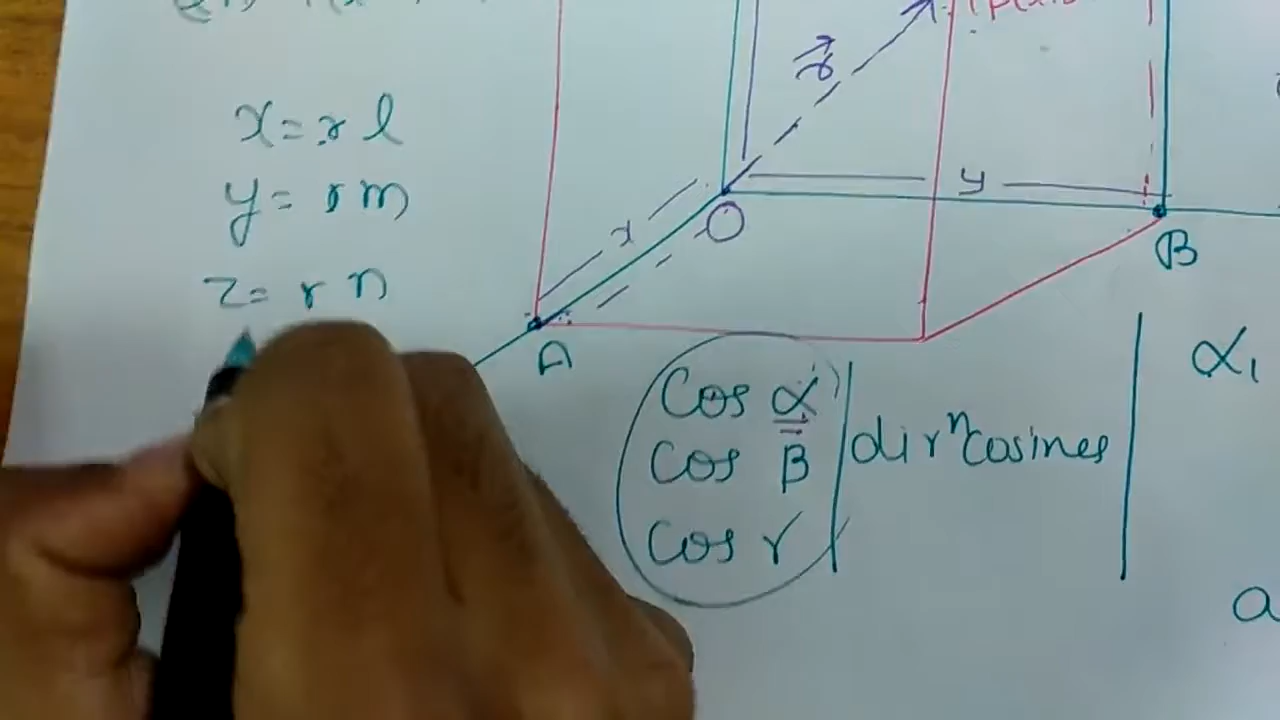 x = r l
y = r m
z = r n
r
x
y
O
A
B
Cos α
Cos β
Cos γ
dirⁿ cosines
α₁
a